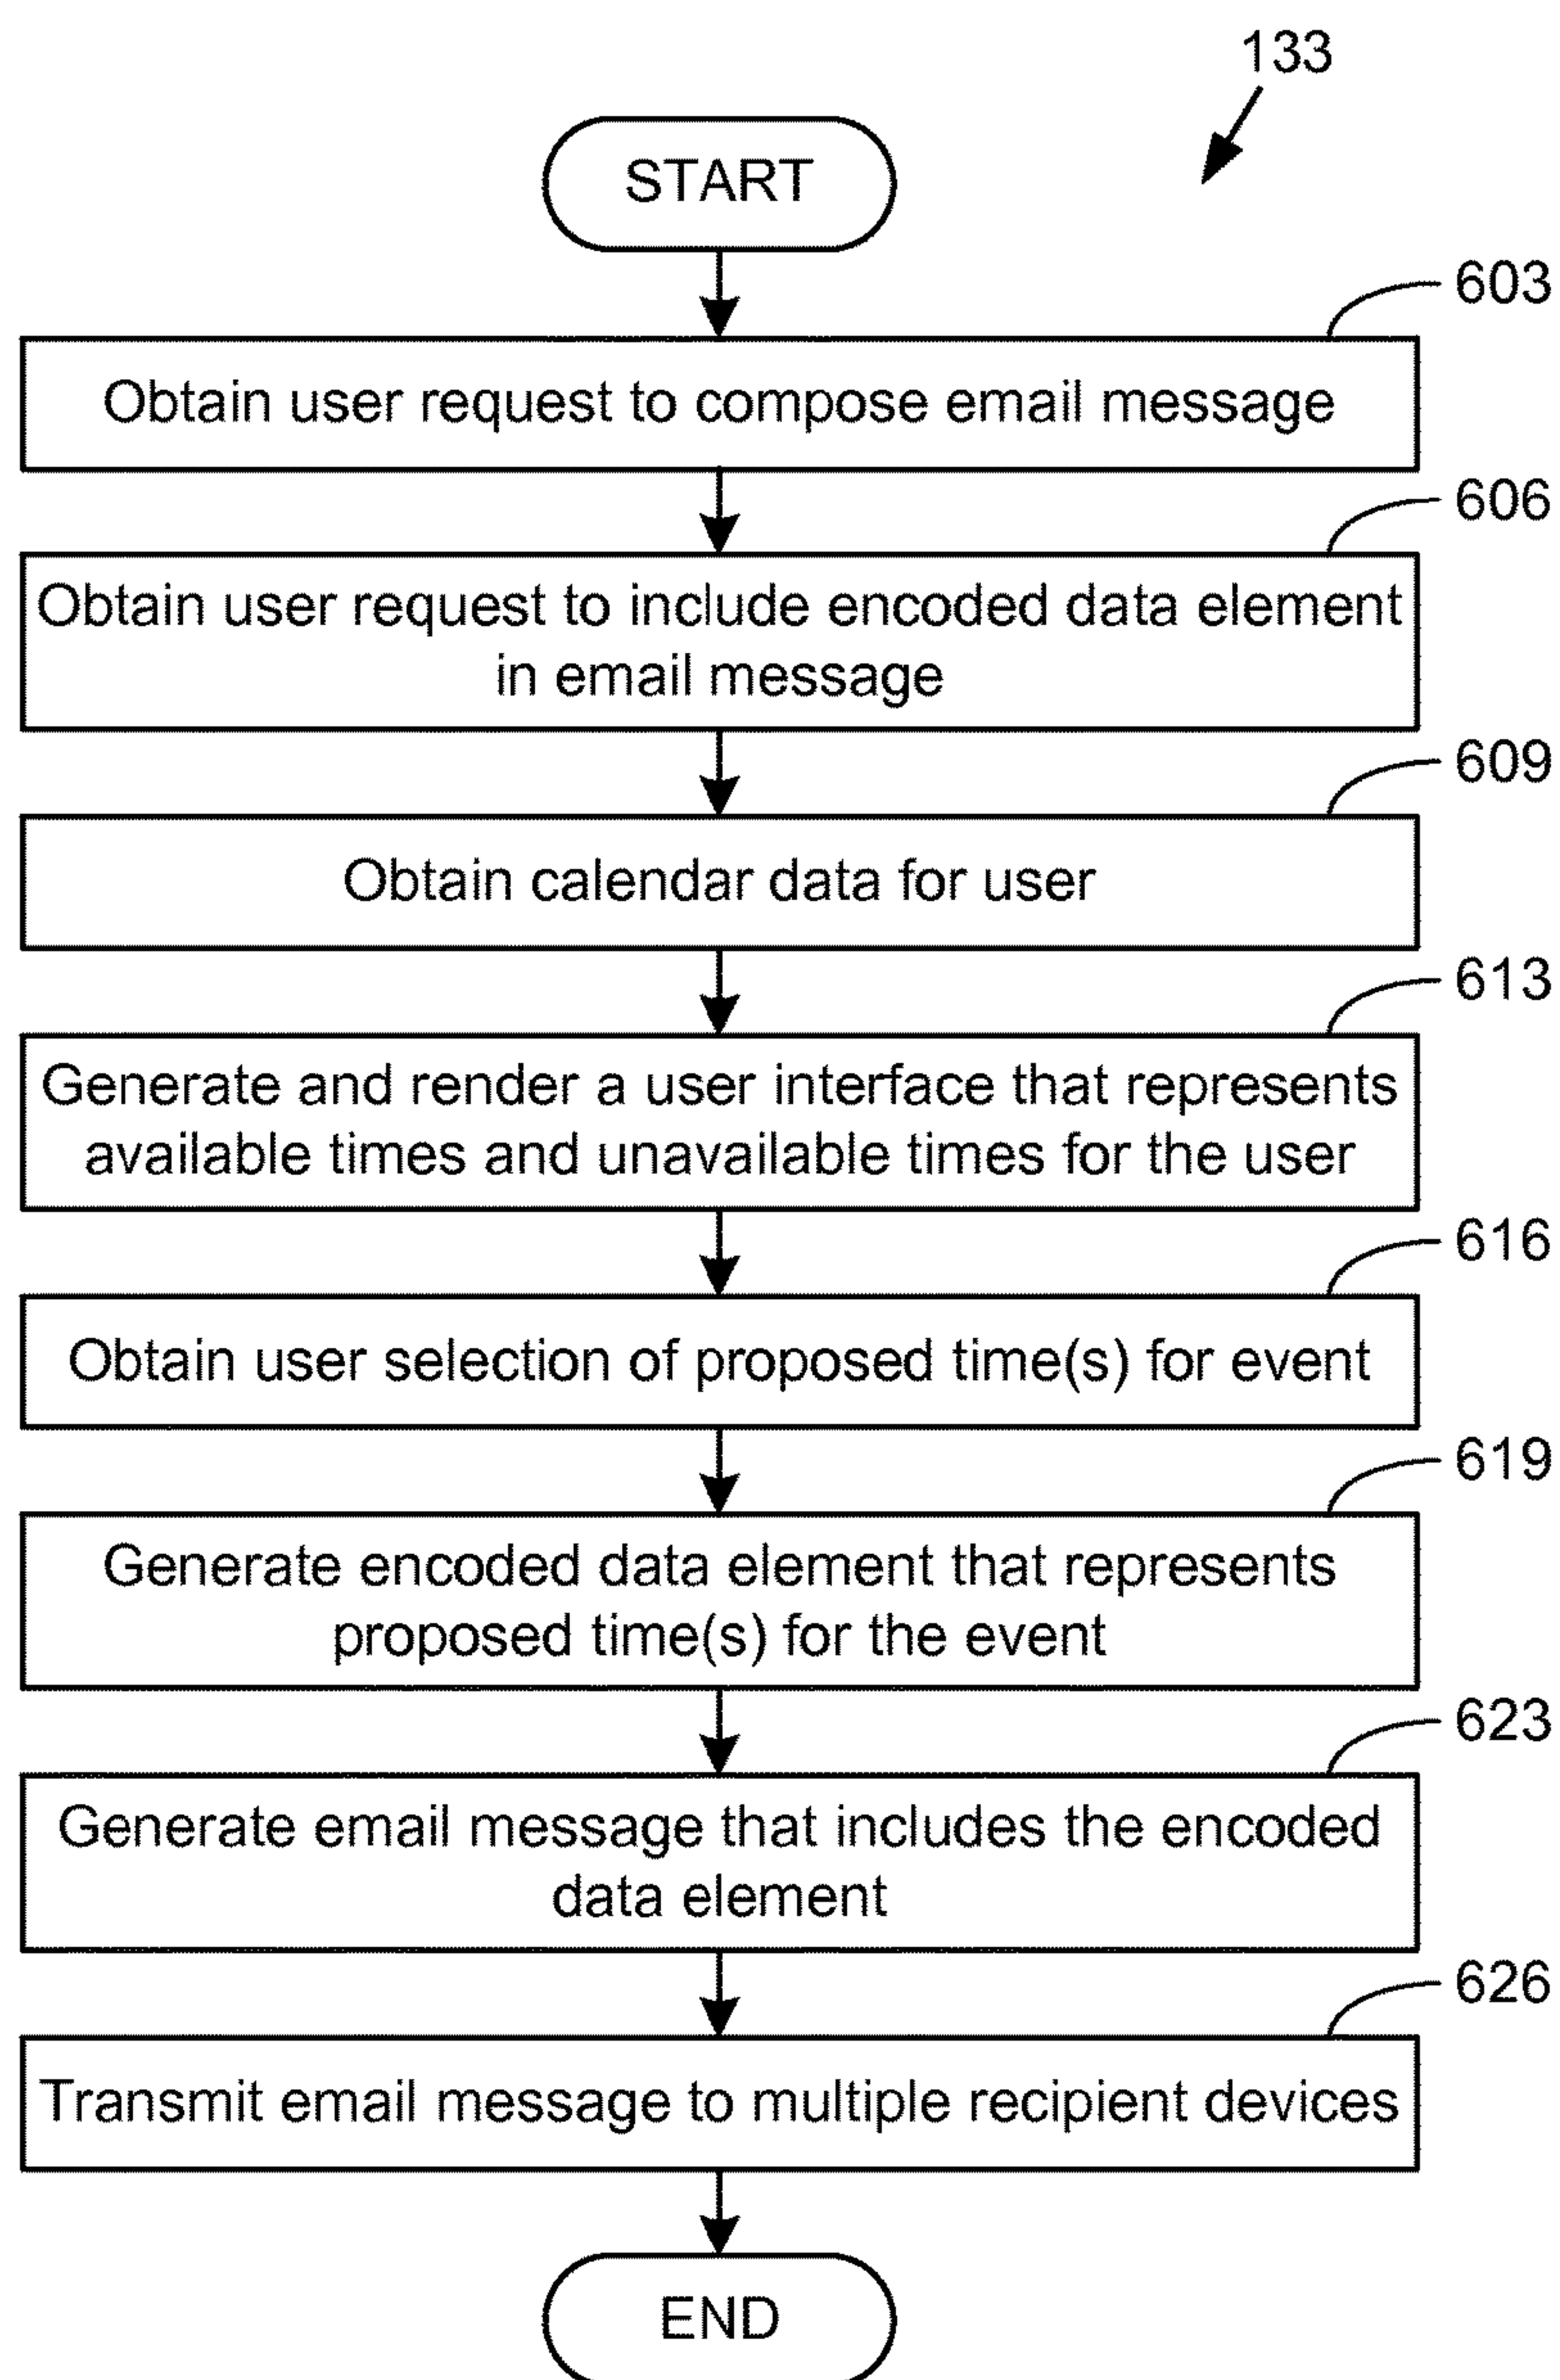 133
START
603
Obtain user request to compose email message
606
Obtain user request to include encoded data element
in email message
609
Obtain calendar data for user
613
Generate and render a user interface that represents
available times and unavailable times for the user
616
Obtain user selection of proposed time(s) for event
619
Generate encoded data element that represents
proposed time(s) for the event
623
Generate email message that includes the encoded
data element
626
Transmit email message to multiple recipient devices
END